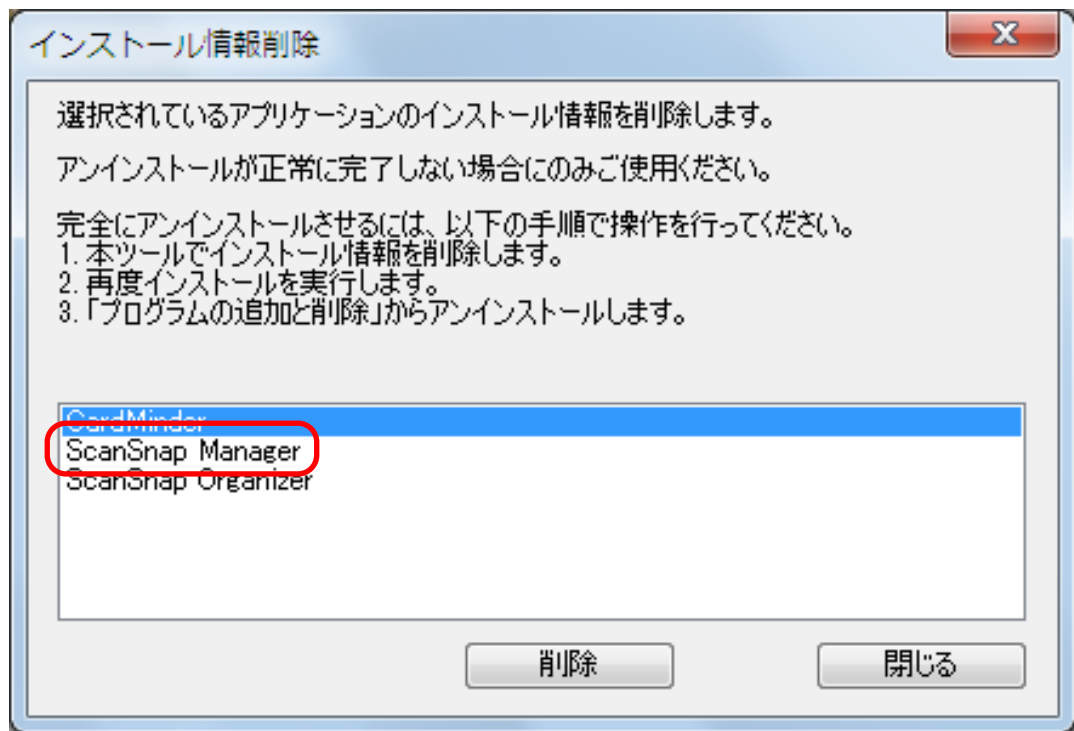 インストール情報削除
選択されているアプリケーションのインストール情報を削除します。
アンインストールが正常に完了しない場合にのみご使用ください。
完全にアンインストールさせるには、以下の手順で操作を行ってください。
1. 本ツールでインストール情報を削除します。
2. 再度インストールを実行します。
3. 「プログラムの追加と削除」からアンインストールします。
CardMinder
ScanSnap Manager
ScanSnap Organizer
削除
閉じる